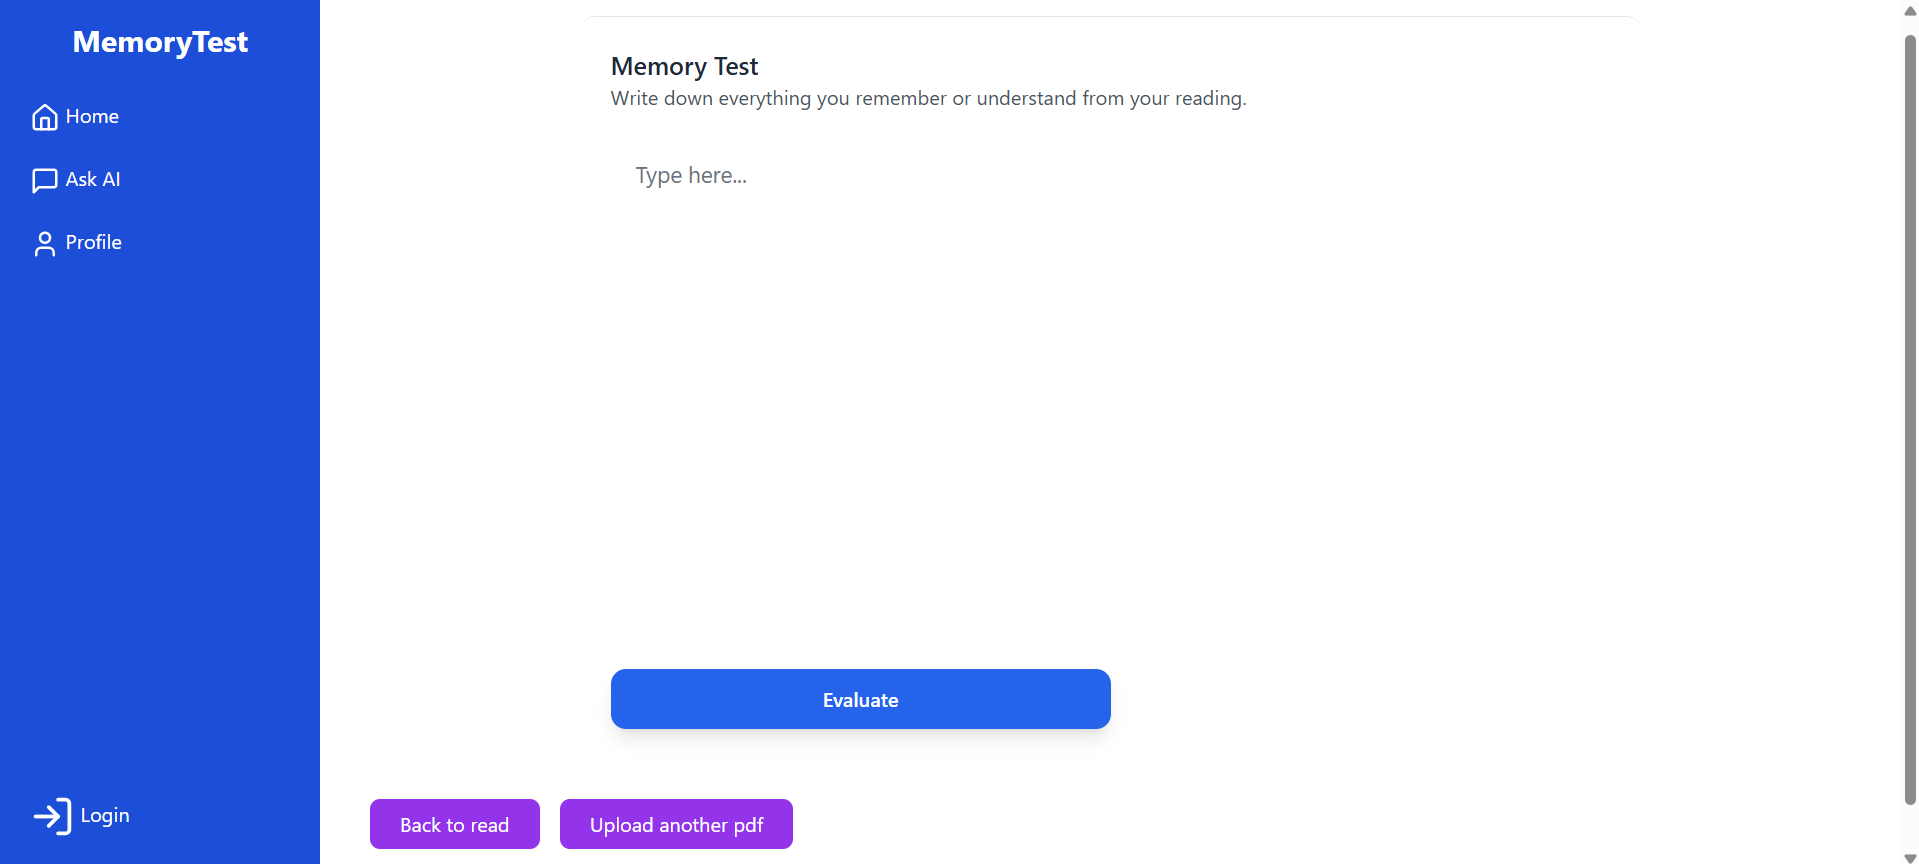 MemoryTest
Home
Ask AI
Profile
Login
Memory Test
Write down everything you remember or understand from your reading.
Type here...
Evaluate
Back to read
Upload another pdf